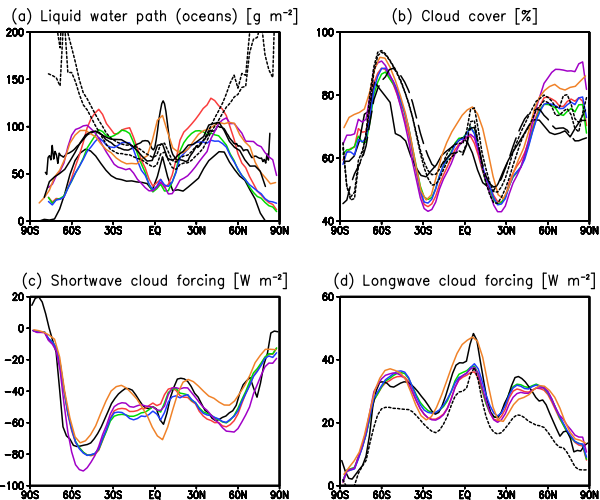 (a) Liquid water path (oceans) [g m⁻²]
(b) Cloud cover [%]
200
150
100
50
0
90S 60S 30S EQ 30N 60N 90N
100
80
60
40
90S 60S 30S EQ 30N 60N 90N
(c) Shortwave cloud forcing [W m⁻²]
(d) Longwave cloud forcing [W m⁻²]
20
0
−20
−40
−60
−80
−100
90S 60S 30S EQ 30N 60N 90N
60
40
20
0
90S 60S 30S EQ 30N 60N 90N